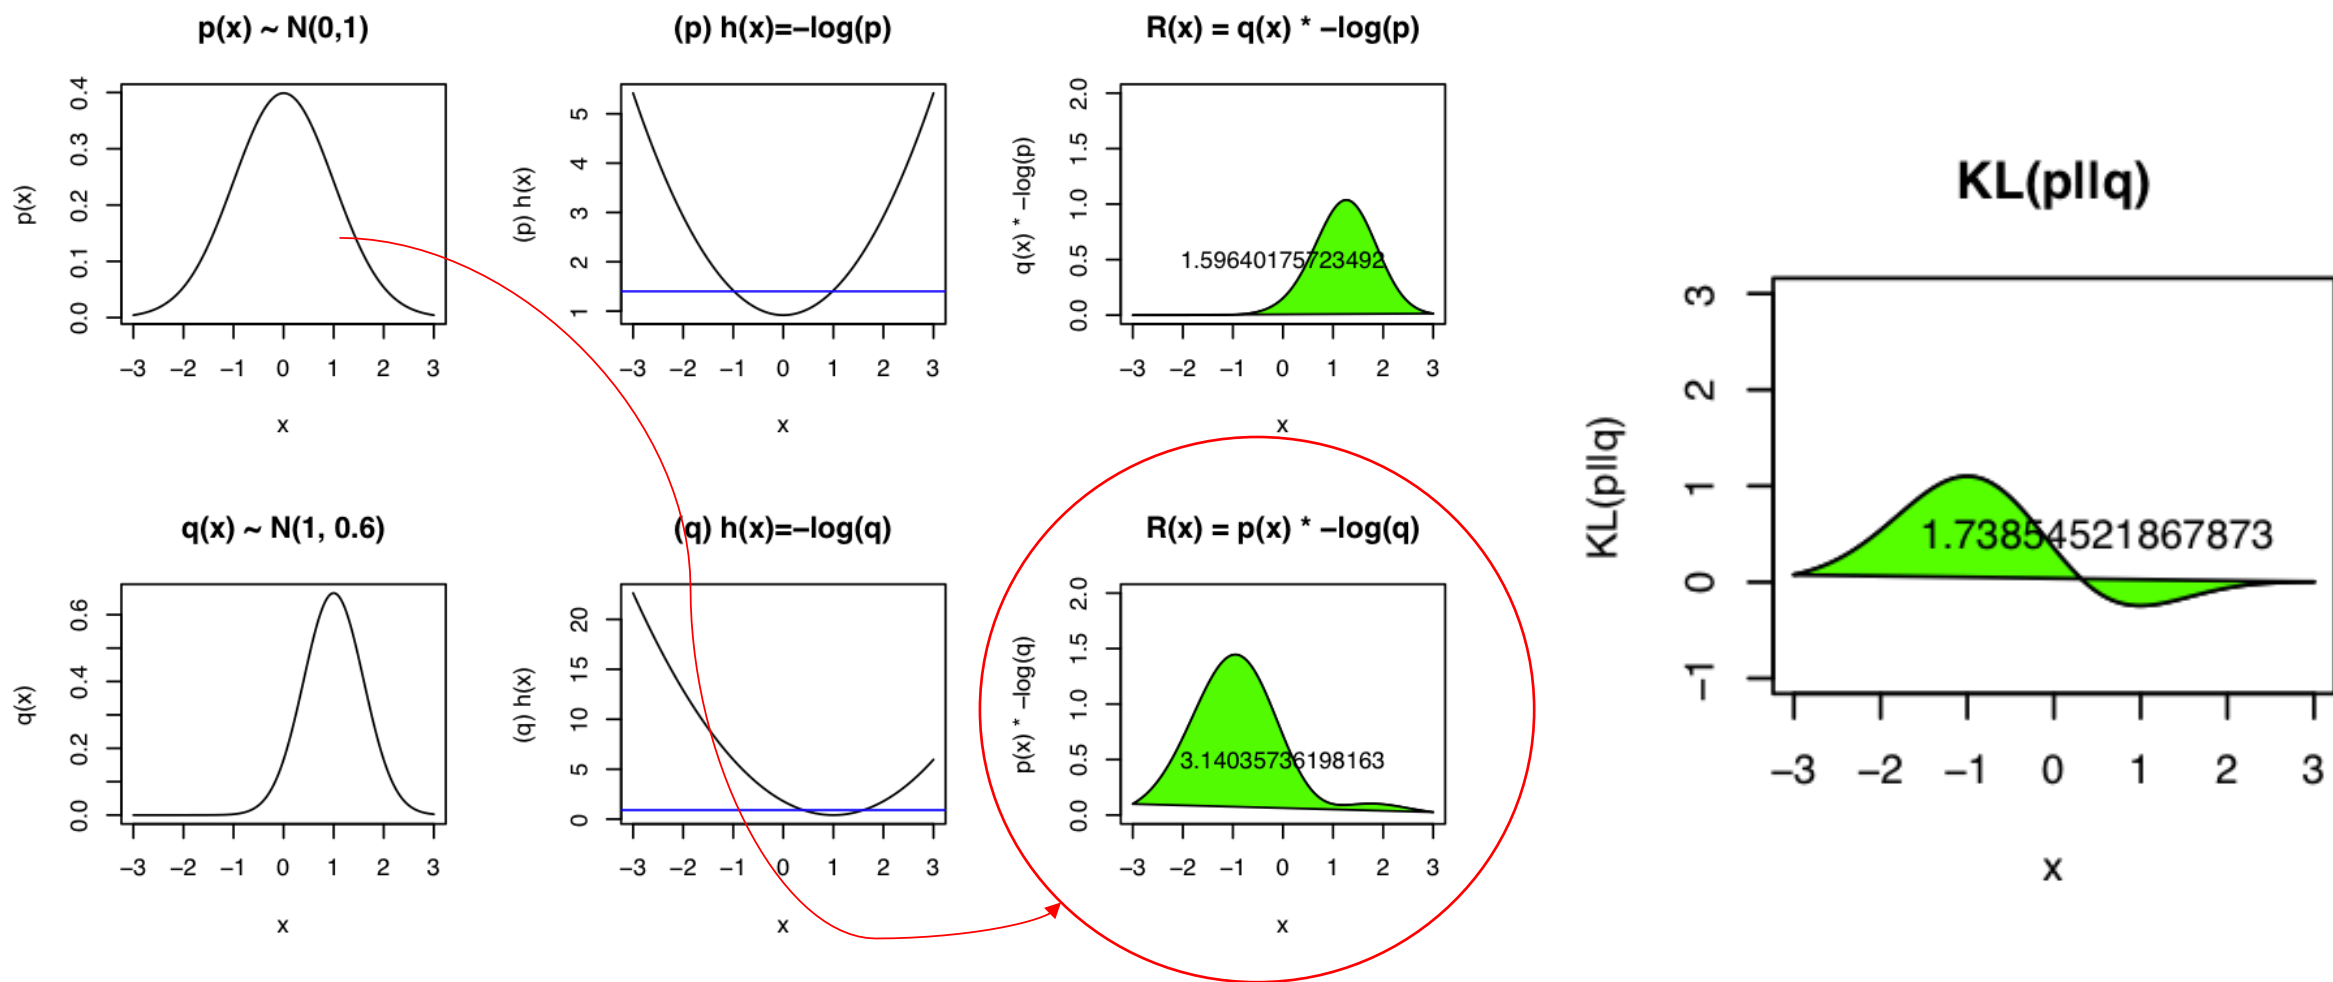 p(x) ~ N(0,1)
p(x)
0.0 0.1 0.2 0.3 0.4
−3 −2 −1 0 1 2 3
x
(p) h(x)=−log(p)
(p) h(x)
1 2 3 4 5
−3 −2 −1 0 1 2 3
x
R(x) = q(x) * −log(p)
q(x) * −log(p)
0.0 0.5 1.0 1.5 2.0
1.59640175723492
−3 −2 −1 0 1 2 3
x
q(x) ~ N(1, 0.6)
q(x)
0.0 0.2 0.4 0.6
−3 −2 −1 0 1 2 3
x
(q) h(x)=−log(q)
(q) h(x)
0 5 10 15 20
−3 −2 −1 0 1 2 3
x
R(x) = p(x) * −log(q)
p(x) * −log(q)
0.0 0.5 1.0 1.5 2.0
3.14035736198163
−3 −2 −1 0 1 2 3
x
KL(p||q)
KL(p||q)
−1 0 1 2 3
1.73854521867873
−3 −2 −1 0 1 2 3
x